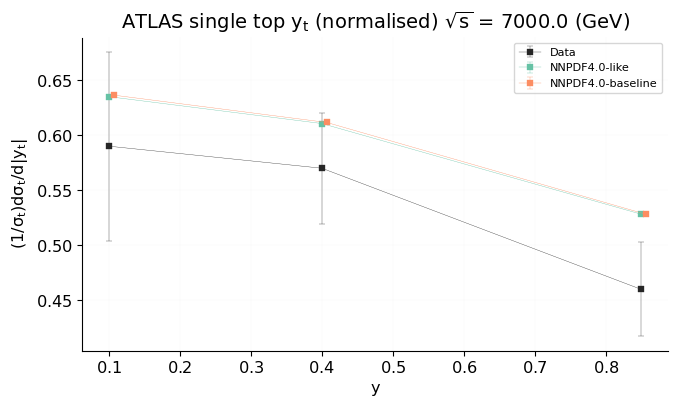 ATLAS single top y_t (normalised) √s = 7000.0 (GeV)
Data
NNPDF4.0-like
NNPDF4.0-baseline
(1/σ_t)dσ_t/d|y_t|
0.65
0.60
0.55
0.50
0.45
0.1 0.2 0.3 0.4 0.5 0.6 0.7 0.8
y